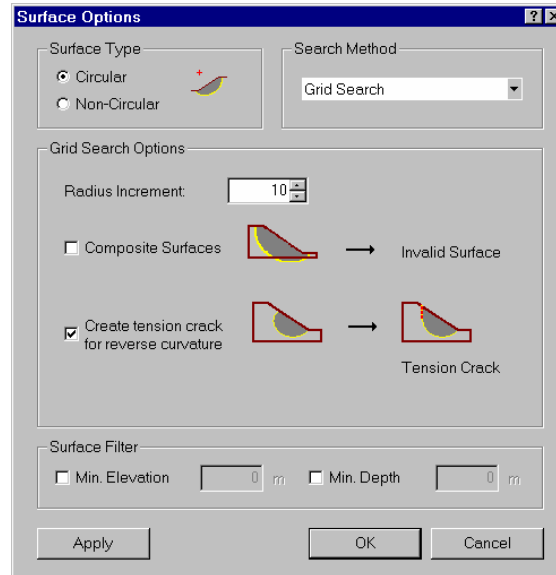 Surface Options
Surface Type
Circular
Non-Circular
Search Method
Grid Search
Grid Search Options
Radius Increment:
10
Composite Surfaces
Invalid Surface
Create tension crack
for reverse curvature
Tension Crack
Surface Filter
Min. Elevation 0 m Min. Depth 0 m
Apply OK Cancel